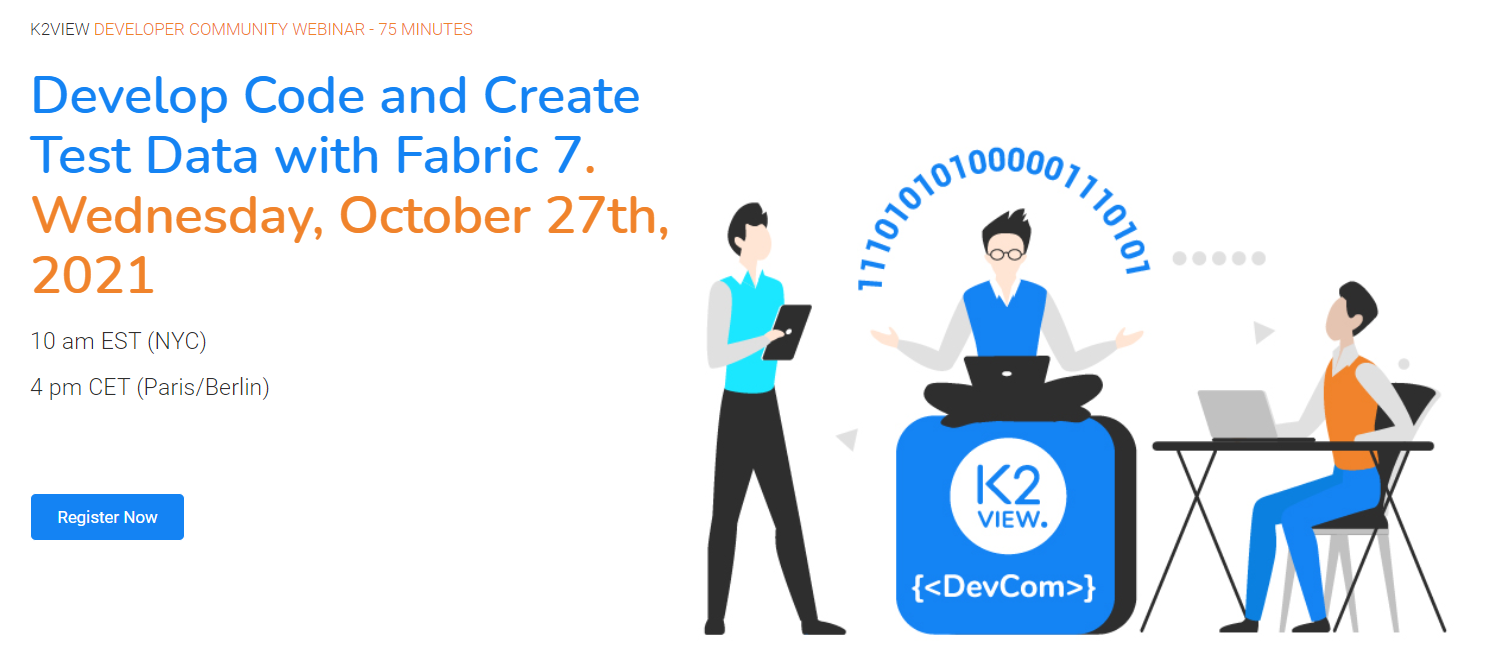 K2VIEW DEVELOPER COMMUNITY WEBINAR - 75 MINUTES
Develop Code and Create
Test Data with Fabric 7.
Wednesday, October 27th,
2021
10 am EST (NYC)
4 pm CET (Paris/Berlin)
Register Now
111010101000001110101
K2
VIEW.
{<DevCom>}